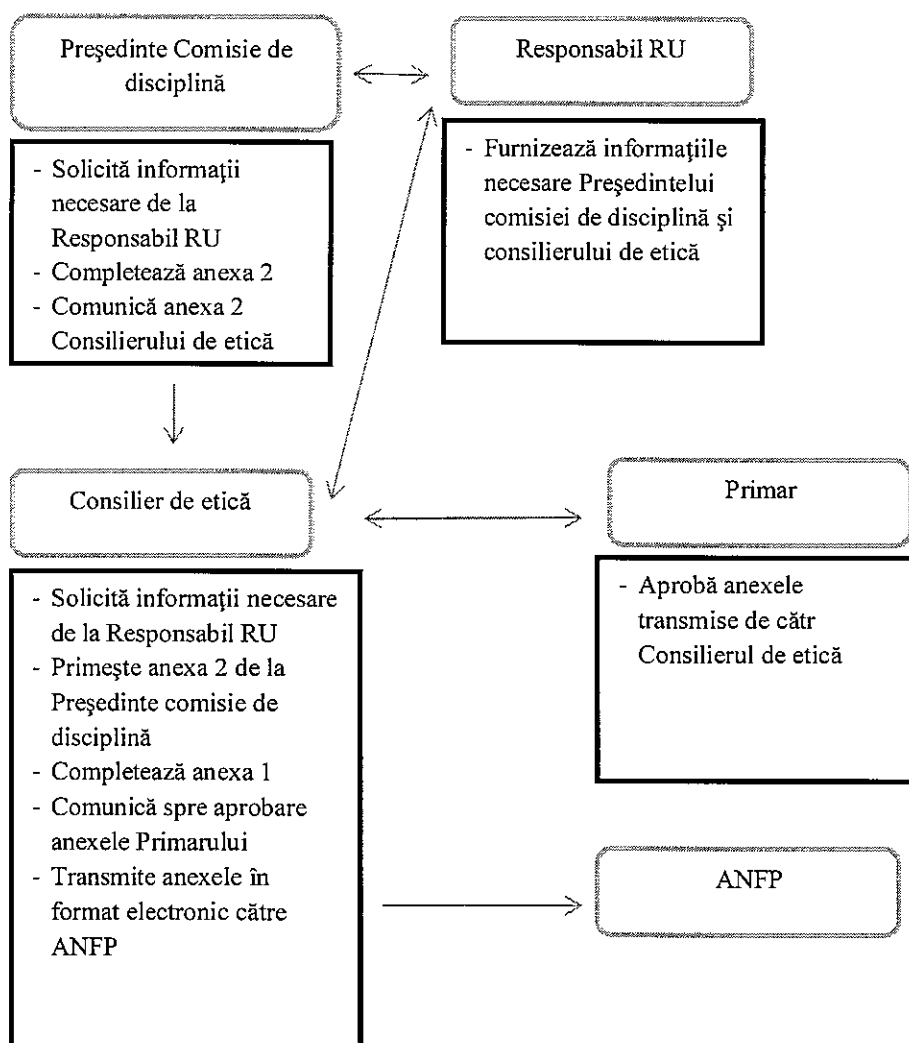 Preşedinte Comisie de
disciplină
Responsabil RU
- Solicită informaţii
necesare de la
Responsabil RU
- Completează anexa 2
- Comunică anexa 2
Consilierului de etică
- Furnizează informaţiile
necesare Preşedintelui
comisiei de disciplină şi
consilierului de etică
Consilier de etică
Primar
- Solicită informaţii necesare
de la Responsabil RU
- Primeşte anexa 2 de la
Preşedinte comisie de
disciplină
- Completează anexa 1
- Comunică spre aprobare
anexele Primarului
- Transmite anexele în
format electronic către
ANFP
- Aprobă anexele
transmise de cătr
Consilierul de etică
ANFP